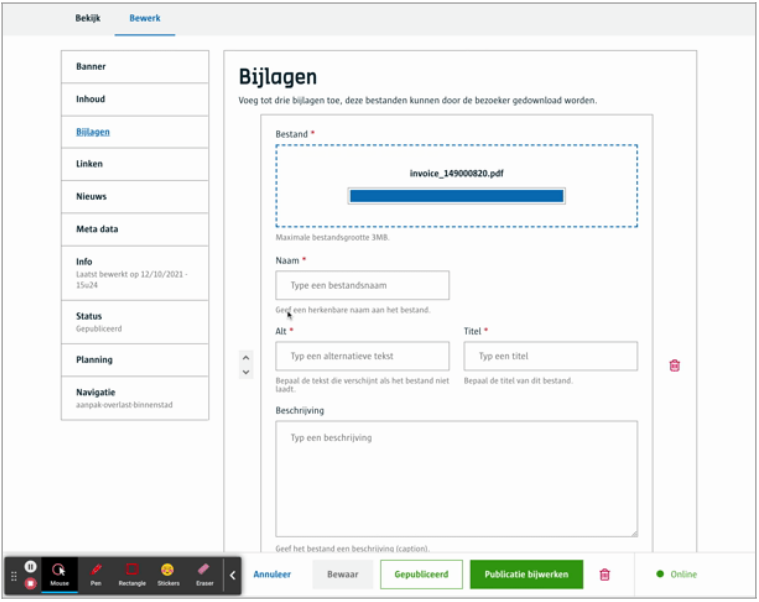 Bekijk
Bewerk
Banner
Inhoud
Bijlagen
Linken
Nieuws
Meta data
Info
Laatst bewerkt op 12/10/2021 -
15u24
Status
Gepubliceerd
Planning
Navigatie
aanpak-overlast-binnenstad
Bijlagen
Voeg tot drie bijlagen toe, deze bestanden kunnen door de bezoeker gedownload worden.
Bestand *
invoice_149000820.pdf
Maximale bestandsgrootte 3MB.
Naam *
Type een bestandsnaam
Geef een herkenbare naam aan het bestand.
Alt *
Typ een alternatieve tekst
Bepaal de tekst die verschijnt als het bestand niet
laadt.
Titel *
Typ een titel
Bepaal de titel van dit bestand.
Beschrijving
Typ een beschrijving
Geef het bestand een beschrijving (caption).
Mouse
Pen
Rectangle
Stickers
Eraser
Annuleer
Bewaar
Gepubliceerd
Publicatie bijwerken
Online